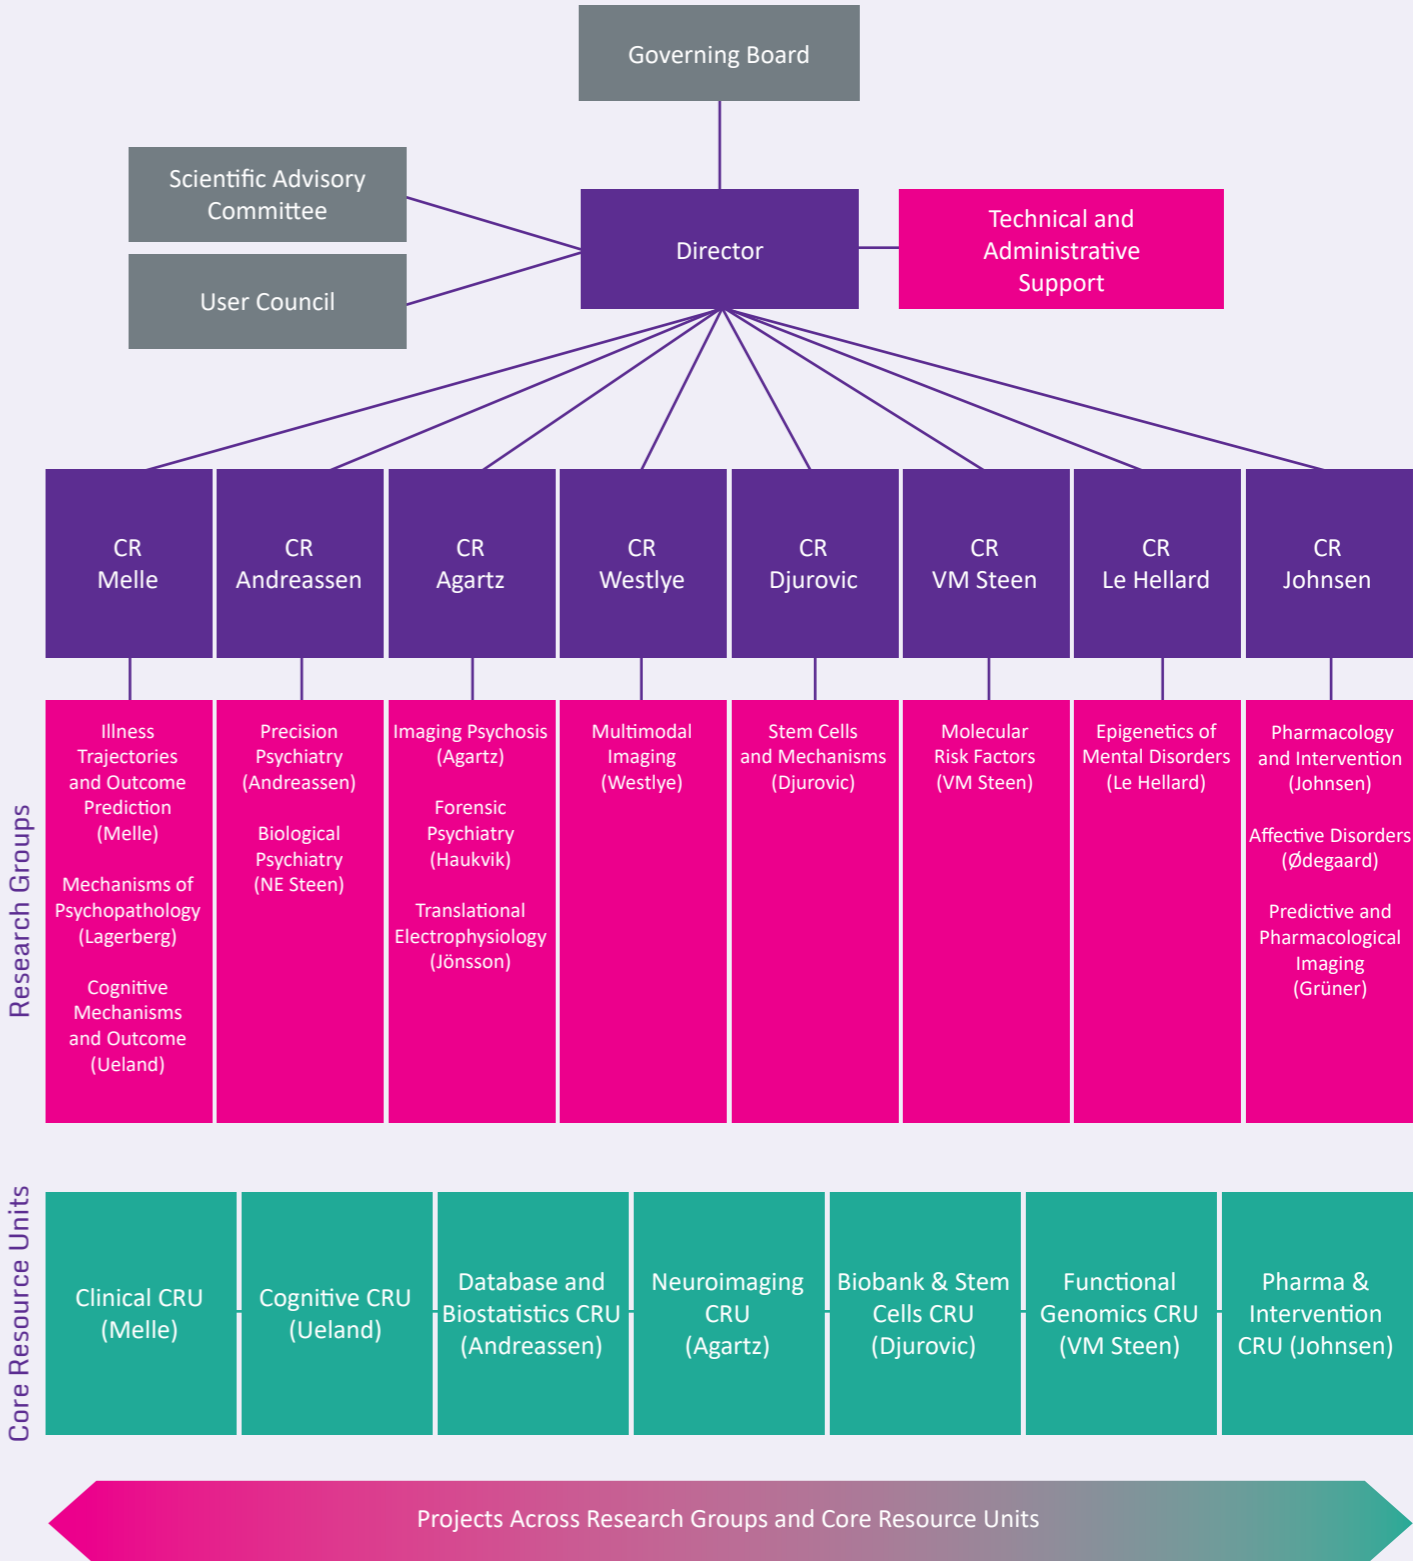 Governing Board
Scientific Advisory
Committee
User Council
Director
Technical and
Administrative
Support
CR
Melle
CR
Andreassen
CR
Agartz
CR
Westlye
CR
Djurovic
CR
VM Steen
CR
Le Hellard
CR
Johnsen
Research Groups
Illness
Trajectories
and Outcome
Prediction
(Melle)
Mechanisms of
Psychopathology
(Lagerberg)
Cognitive
Mechanisms
and Outcome
(Ueland)
Precision
Psychiatry
(Andreassen)
Biological
Psychiatry
(NE Steen)
Imaging Psychosis
(Agartz)
Forensic
Psychiatry
(Haukvik)
Translational
Electrophysiology
(Jönsson)
Multimodal
Imaging
(Westlye)
Stem Cells
and Mechanisms
(Djurovic)
Molecular
Risk Factors
(VM Steen)
Epigenetics of
Mental Disorders
(Le Hellard)
Pharmacology
and Intervention
(Johnsen)
Affective Disorders
(Ødegaard)
Predictive and
Pharmacological
Imaging
(Grüner)
Core Resource Units
Clinical CRU
(Melle)
Cognitive CRU
(Ueland)
Database and
Biostatistics CRU
(Andreassen)
Neuroimaging
CRU
(Agartz)
Biobank & Stem
Cells CRU
(Djurovic)
Functional
Genomics CRU
(VM Steen)
Pharma &
Intervention
CRU (Johnsen)
Projects Across Research Groups and Core Resource Units